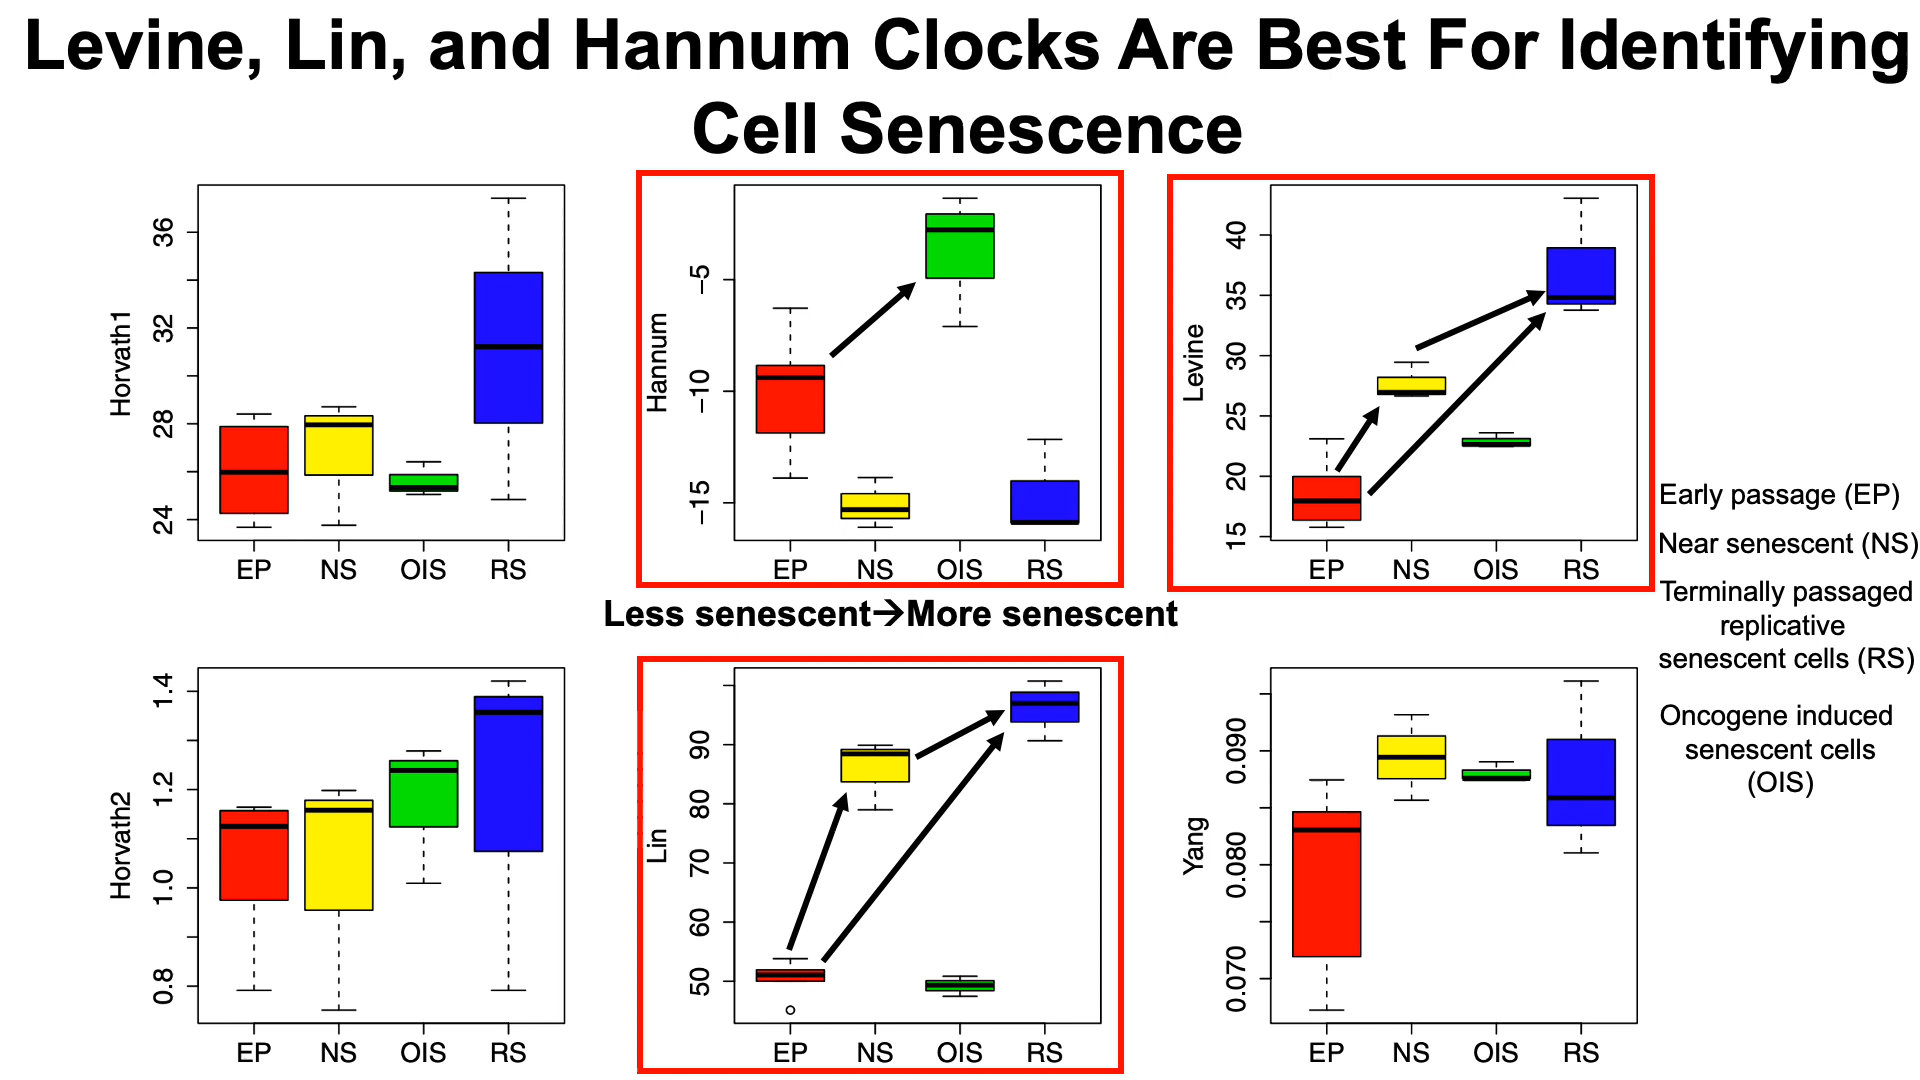 Levine, Lin, and Hannum Clocks Are Best For Identifying
Cell Senescence
Horvath1
36
32
28
24
EP NS OIS RS
Hannum
−5
−10
−15
EP NS OIS RS
Levine
40
35
30
25
20
15
EP NS OIS RS
Early passage (EP)
Near senescent (NS)
Terminally passaged
replicative
senescent cells (RS)
Oncogene induced
senescent cells
(OIS)
Less senescent→More senescent
Horvath2
1.4
1.2
1.0
0.8
EP NS OIS RS
Lin
90
80
70
60
50
EP NS OIS RS
Yang
0.090
0.080
0.070
EP NS OIS RS